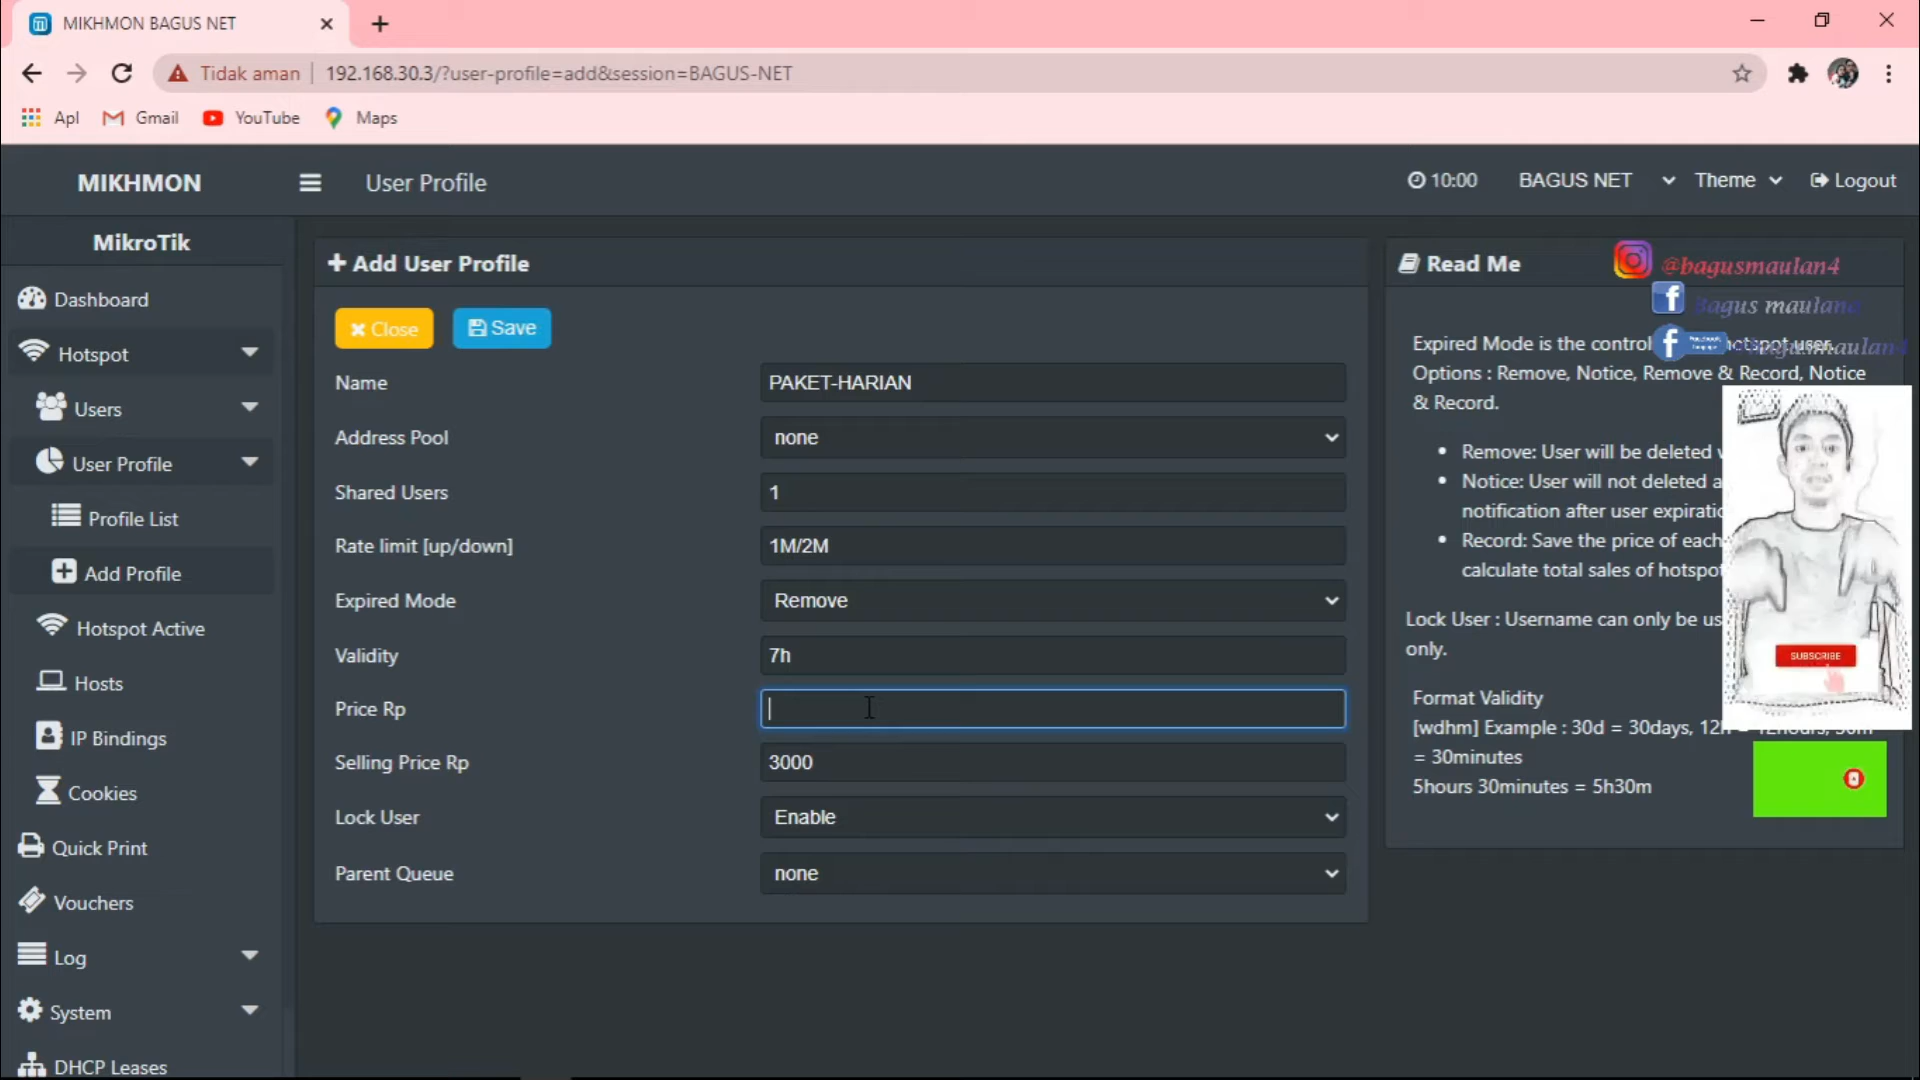 MIKHMON BAGUS NET
Tidak aman
192.168.30.3/?user-profile=add&session=BAGUS-NET
Apl
Gmail
YouTube
Maps
MIKHMON
User Profile
10:00
BAGUS NET
Theme
Logout
MikroTik
Dashboard
Hotspot
Users
User Profile
Profile List
Add Profile
Hotspot Active
Hosts
IP Bindings
Cookies
Quick Print
Vouchers
Log
System
DHCP Leases
Add User Profile
Close
Save
Name
PAKET-HARIAN
Address Pool
none
Shared Users
1
Rate limit [up/down]
1M/2M
Expired Mode
Remove
Validity
7h
Price Rp
Selling Price Rp
3000
Lock User
Enable
Parent Queue
none
Read Me
@bagusmaulan4
Bagus maulana
Expired Mode is the control hotspot user.
Options : Remove, Notice, Remove & Record, Notice
& Record.
Remove: User will be deleted
Notice: User will not deleted
notification after user
Record: Save the price of each
calculate total sales of
Lock User : Username can only be
only.
SUBSCRIBE
Format Validity
[wdhm] Example : 30d = 30days, 12h = 12hours, 30m
= 30minutes
5hours 30minutes = 5h30m